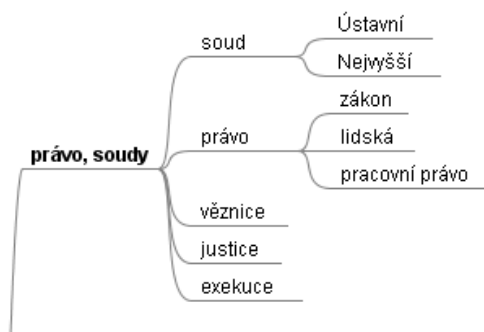 Ústavní
soud
Nejvyšší
zákon
právo
lidská
právo, soudy
pracovní právo
věznice
justice
exekuce